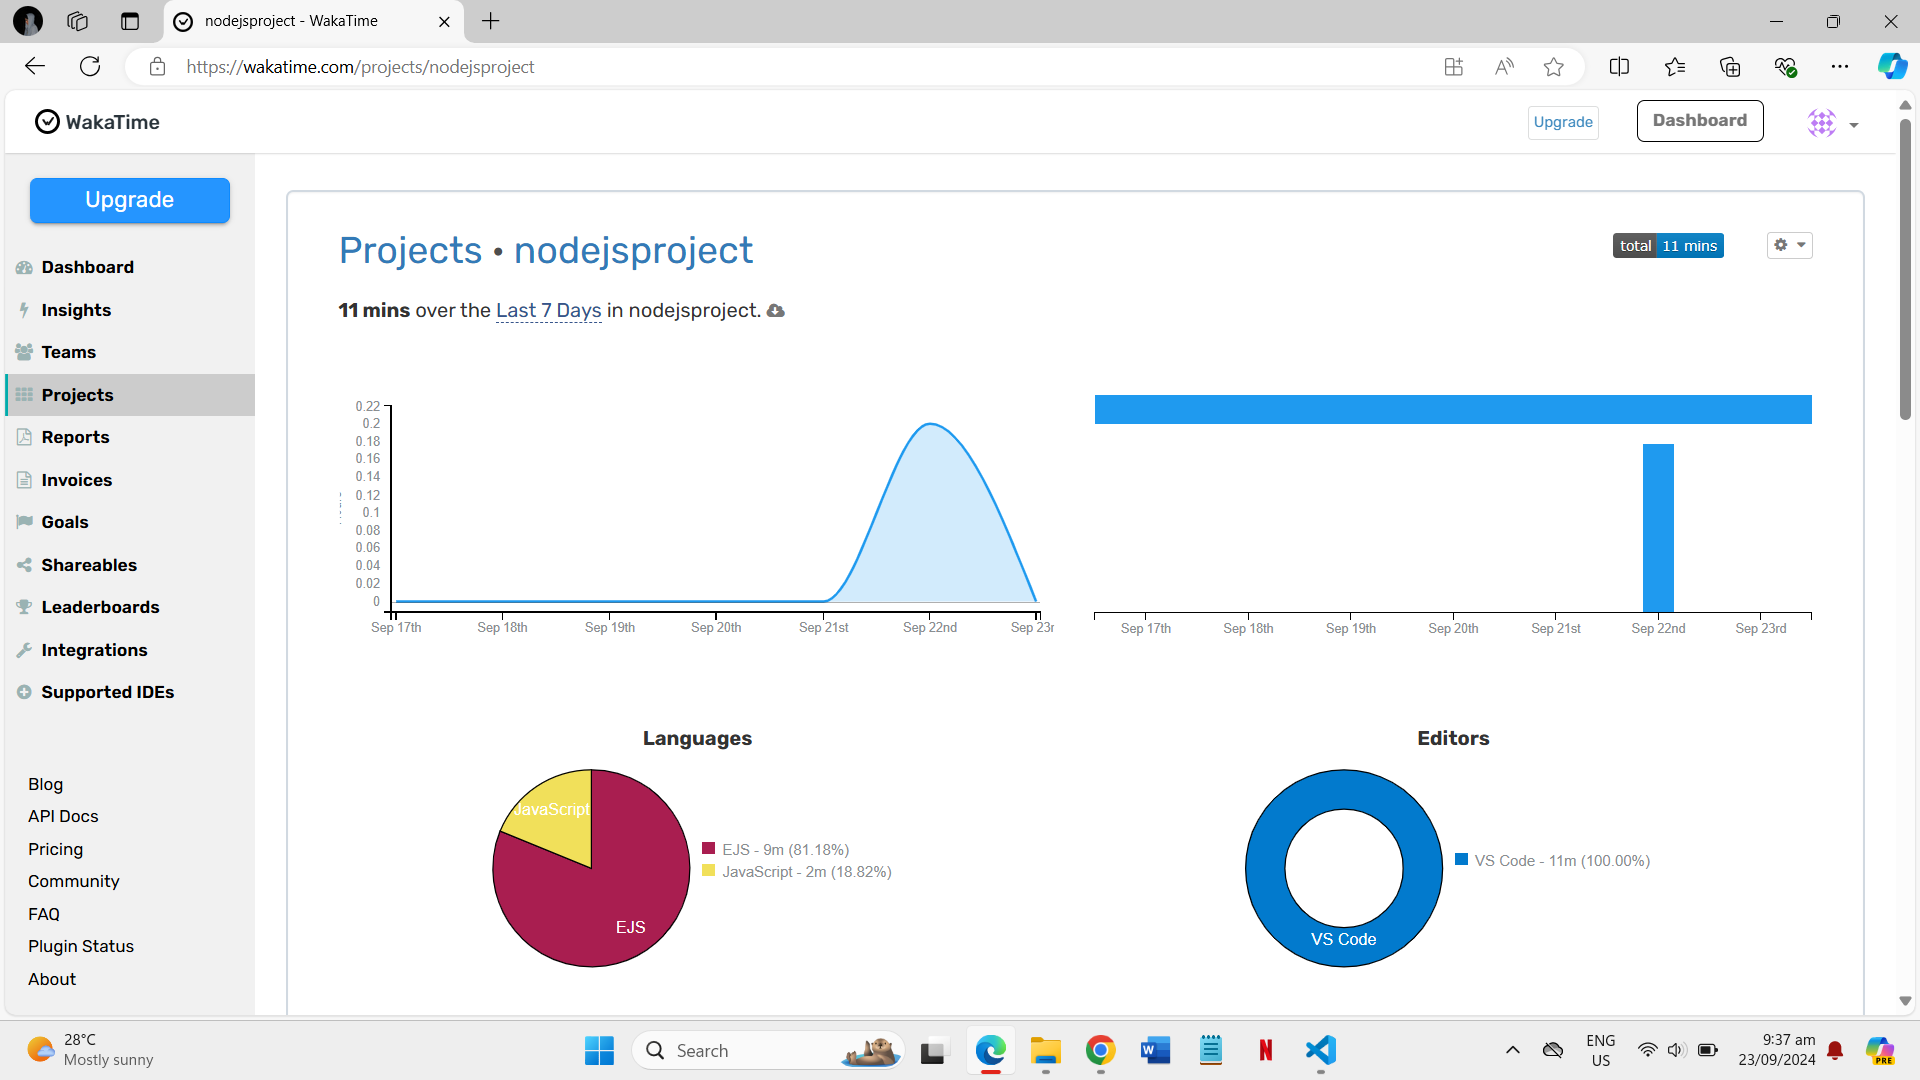 nodejsproject - WakaTime
https://wakatime.com/projects/nodejsproject
WakaTime
Upgrade
Dashboard
Upgrade
Dashboard
Insights
Teams
Projects
Reports
Invoices
Goals
Shareables
Leaderboards
Integrations
Supported IDEs
Blog
API Docs
Pricing
Community
FAQ
Plugin Status
About
Projects • nodejsproject
total 11 mins
11 mins over the Last 7 Days in nodejsproject.
0.22
0.2
0.18
0.16
0.14
0.12
0.1
0.08
0.06
0.04
0.02
0
Sep 17th Sep 18th Sep 19th Sep 20th Sep 21st Sep 22nd Sep 23r
Sep 17th Sep 18th Sep 19th Sep 20th Sep 21st Sep 22nd Sep 23rd
Languages
JavaScript
EJS
EJS - 9m (81.18%)
JavaScript - 2m (18.82%)
Editors
VS Code
VS Code - 11m (100.00%)
28°C
Mostly sunny
Search
ENG
US
9:37 am
23/09/2024
PRE